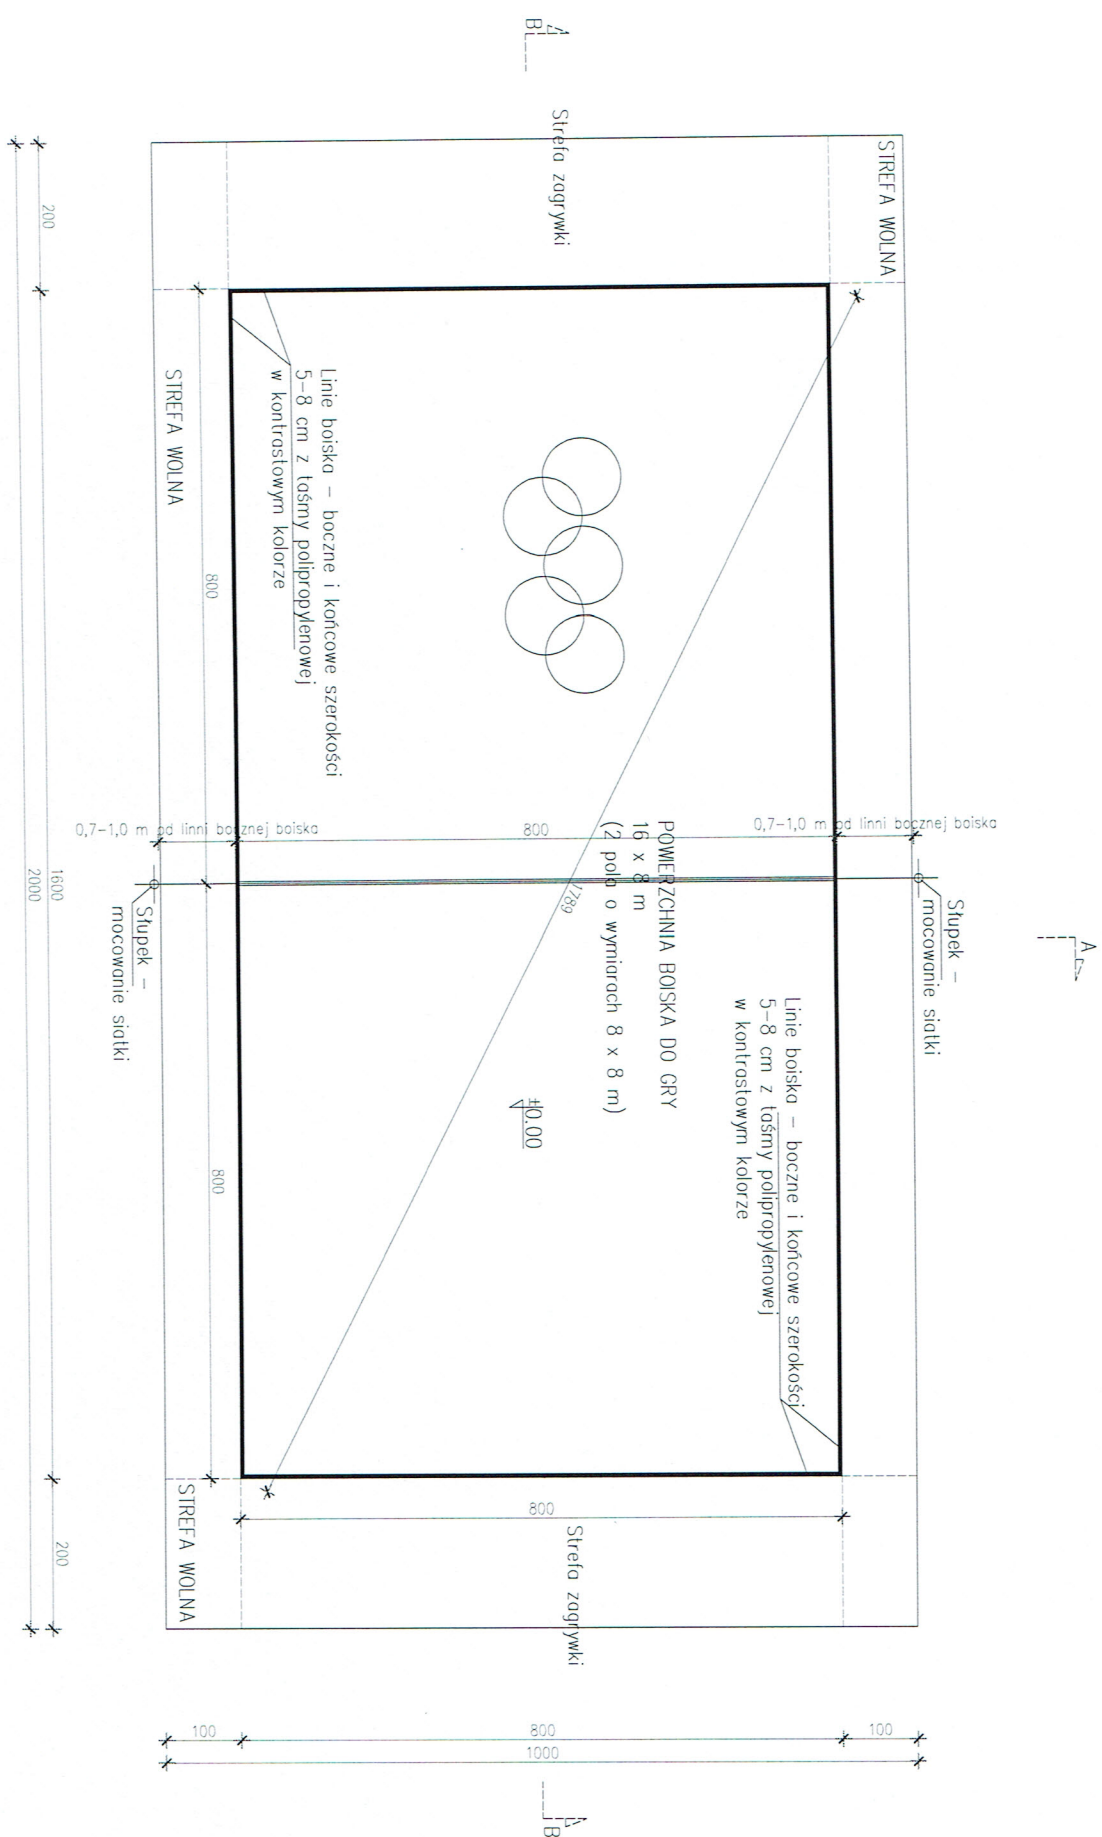 A
Słupek –
mocowanie siatki
STREFA WOLNA
0,7–1,0 m od linni bocznej boiska
Linie boiska – boczne i końcowe szerokości
5–8 cm z taśmy polipropylenowej
w kontrastowym kolorze
POWIERZCHNIA BOISKA DO GRY
16 x 8 m
(2 pola o wymiarach 8 x 8 m)
1789
800
±0.00
Strefa zagrywki
Strefa zagrywki
800
B
B
Linie boiska – boczne i końcowe szerokości
5–8 cm z taśmy polipropylenowej
w kontrastowym kolorze
0,7–1,0 m od linni bocznej boiska
800
800
STREFA WOLNA
STREFA WOLNA
Słupek –
mocowanie siatki
200
1600
200
2000
100
800
100
1000